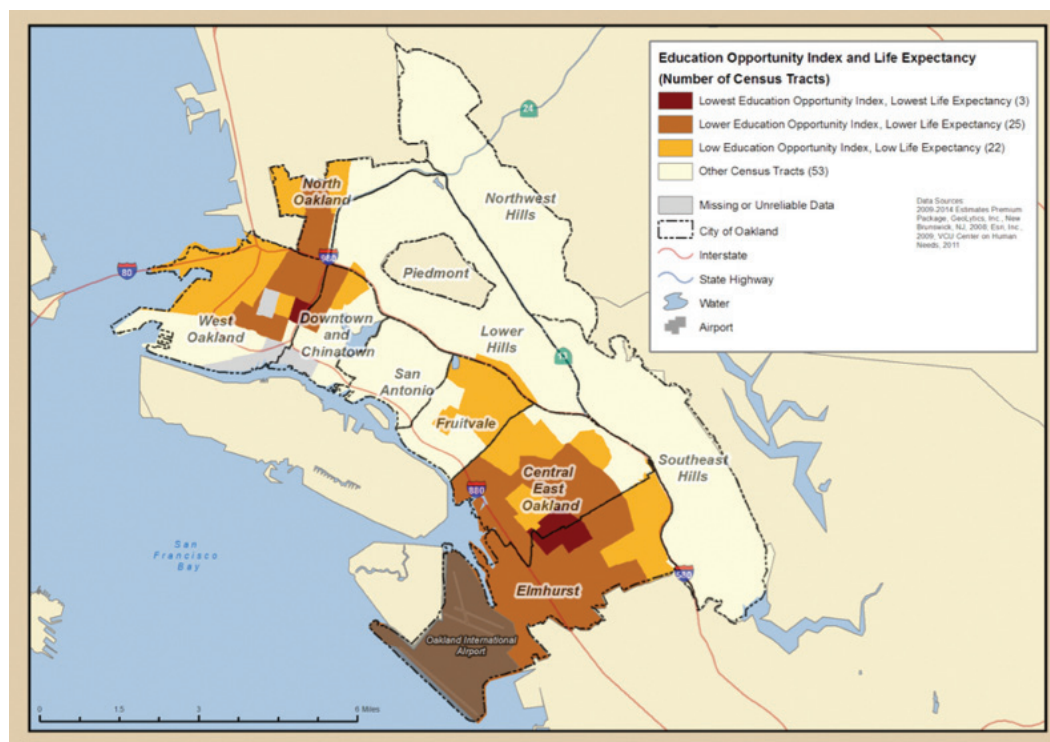 Education Opportunity Index and Life Expectancy
(Number of Census Tracts)
Lowest Education Opportunity Index, Lowest Life Expectancy (3)
Lower Education Opportunity Index, Lower Life Expectancy (25)
Low Education Opportunity Index, Low Life Expectancy (22)
Other Census Tracts (53)
Missing or Unreliable Data
City of Oakland
Interstate
State Highway
Water
Airport
Data Sources
2009-2014 Estimates Premium
Package, GeoLytics, Inc., New
Brunswick, NJ, 2008; Esri, Inc.,
2009; VCU Center on Human
Needs, 2011
24
North
Oakland
Northwest
Hills
80
Piedmont
West
Oakland
Downtown
and
Chinatown
Lower
Hills
13
San
Antonio
Fruitvale
Central
East
Oakland
Southeast
Hills
880
San
Francisco
Bay
Elmhurst
Oakland International
Airport
0
1.5
3
6 Miles